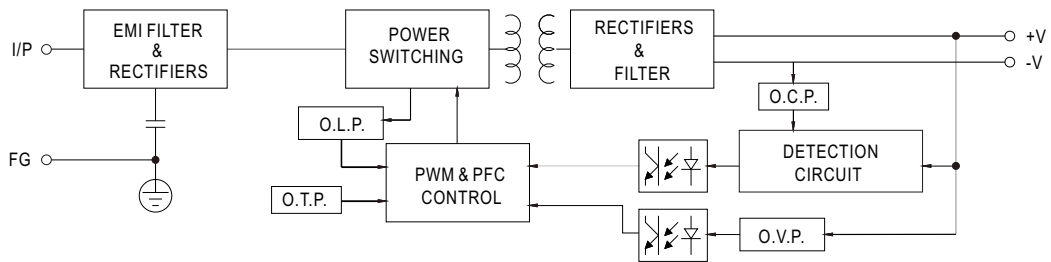 I/P
EMI FILTER
&
RECTIFIERS
POWER
SWITCHING
RECTIFIERS
&
FILTER
+V
-V
O.C.P.
O.L.P.
DETECTION
CIRCUIT
FG
PWM & PFC
CONTROL
O.T.P.
O.V.P.